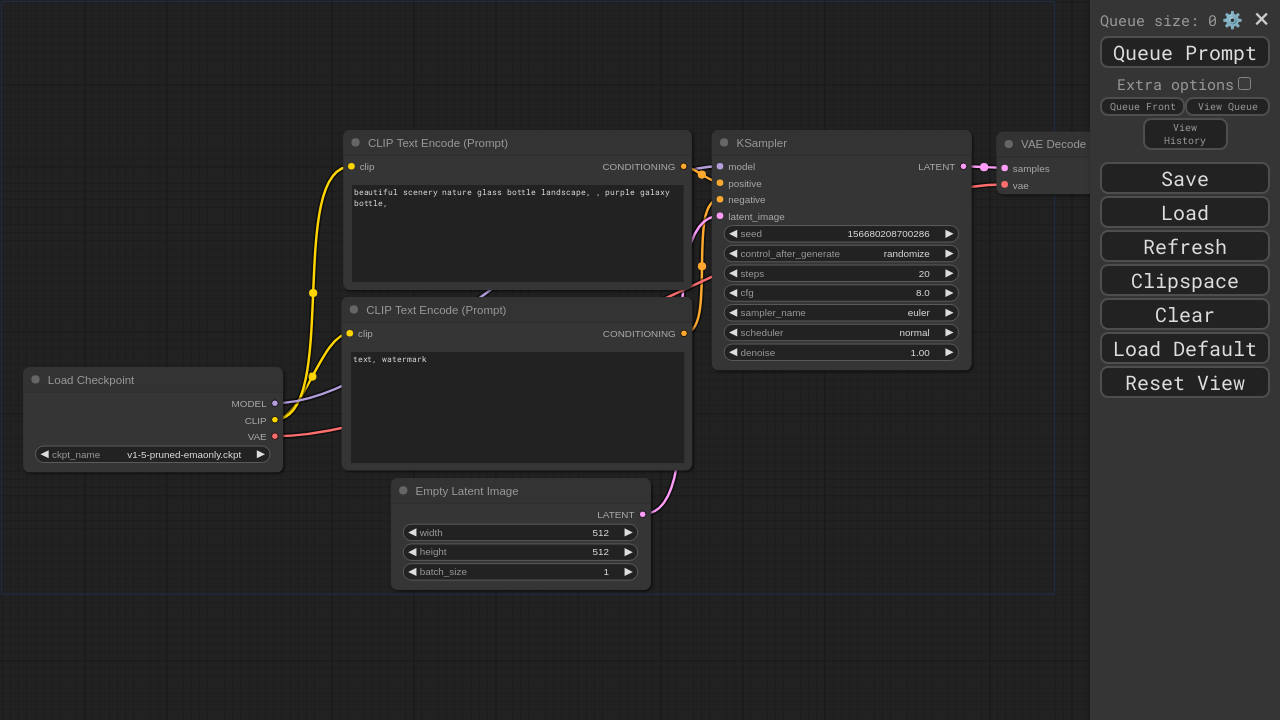 Queue size: 0
Queue Prompt
Extra options
Queue Front
View Queue
View
History
Save
Load
Refresh
Clipspace
Clear
Load Default
Reset View
CLIP Text Encode (Prompt)
clip
CONDITIONING
beautiful scenery nature glass bottle landscape, , purple galaxy
bottle,
CLIP Text Encode (Prompt)
clip
CONDITIONING
text, watermark
Load Checkpoint
MODEL
CLIP
VAE
ckpt_name v1-5-pruned-emaonly.ckpt
Empty Latent Image
LATENT
width 512
height 512
batch_size 1
KSampler
model
LATENT
positive
negative
latent_image
seed 156680208700286
control_after_generate randomize
steps 20
cfg 8.0
sampler_name euler
scheduler normal
denoise 1.00
VAE Decode
samples
vae